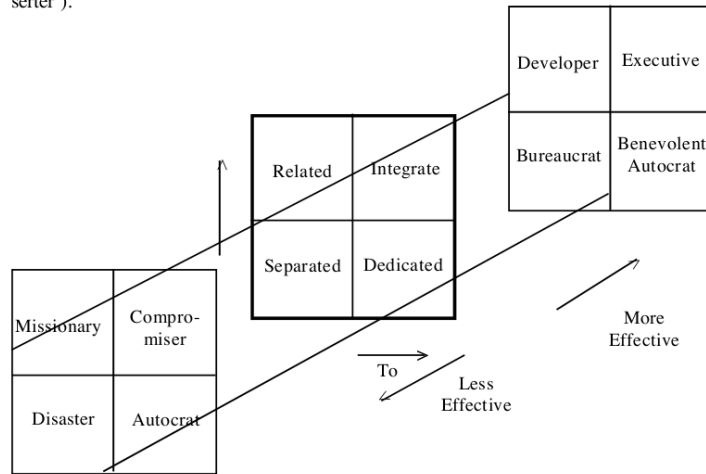 serter").
Developer
Executive
Bureaucrat
Benevolent
Autocrat
Related
Integrate
Separated
Dedicated
Missionary
Compro-
miser
Disaster
Autocrat
To
Less
Effective
More
Effective